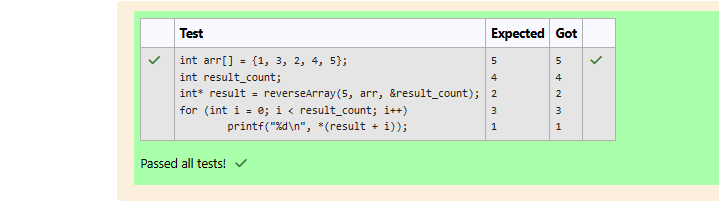 Test Expected Got
int arr[] = {1, 3, 2, 4, 5}; 5 5
int result_count; 4 4
int* result = reverseArray(5, arr, &result_count); 2 2
for (int i = 0; i < result_count; i++) 3 3
printf("%d\n", *(result + i)); 1 1
Passed all tests!